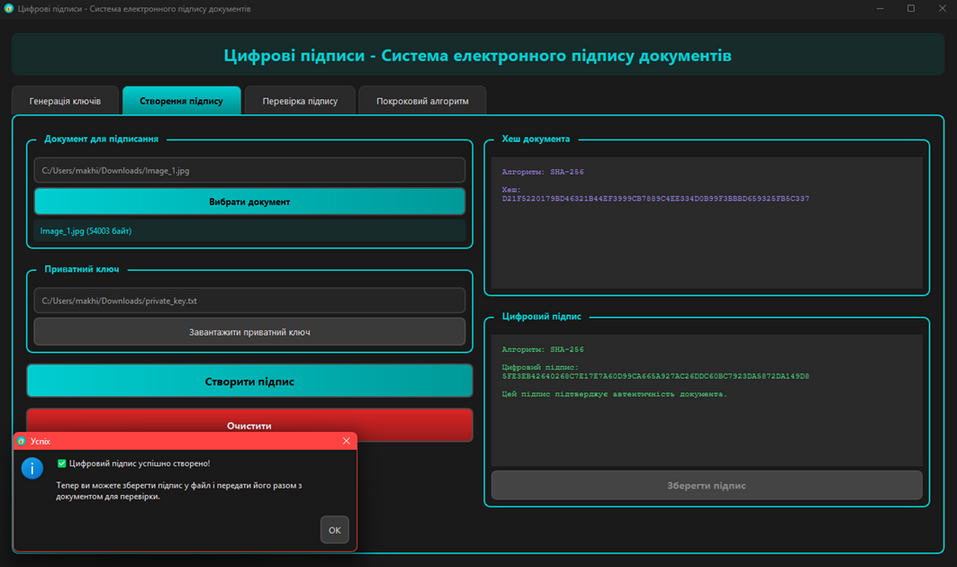 Цифрові підписи - Система електронного підпису документів
Цифрові підписи - Система електронного підпису документів
Генерація ключів
Створення підпису
Перевірка підпису
Покроковий алгоритм
Документ для підписання
C:/Users/makhi/Downloads/Image_1.jpg
Вибрати документ
Image_1.jpg (54003 байт)
Приватний ключ
C:/Users/makhi/Downloads/private_key.txt
Завантажити приватний ключ
Створити підпис
Очистити
Успіх
Цифровий підпис успішно створено!
Тепер ви можете зберегти підпис у файл і передати його разом з
документом для перевірки.
OK
Хеш документа
Алгоритм: SHA-256
Хеш:
D21F5220179BD46321B44EF3999CB7889C4EE334D0B99F3BBBD659325FB5C337
Цифровий підпис
Алгоритм: SHA-256
Цифровий підпис:
5FE3EB42640268C7E17E7A60D99CA665A927AC26DDC60BC7923DA5872DA149D8
Цей підпис підтверджує автентичність документа.
Зберегти підпис